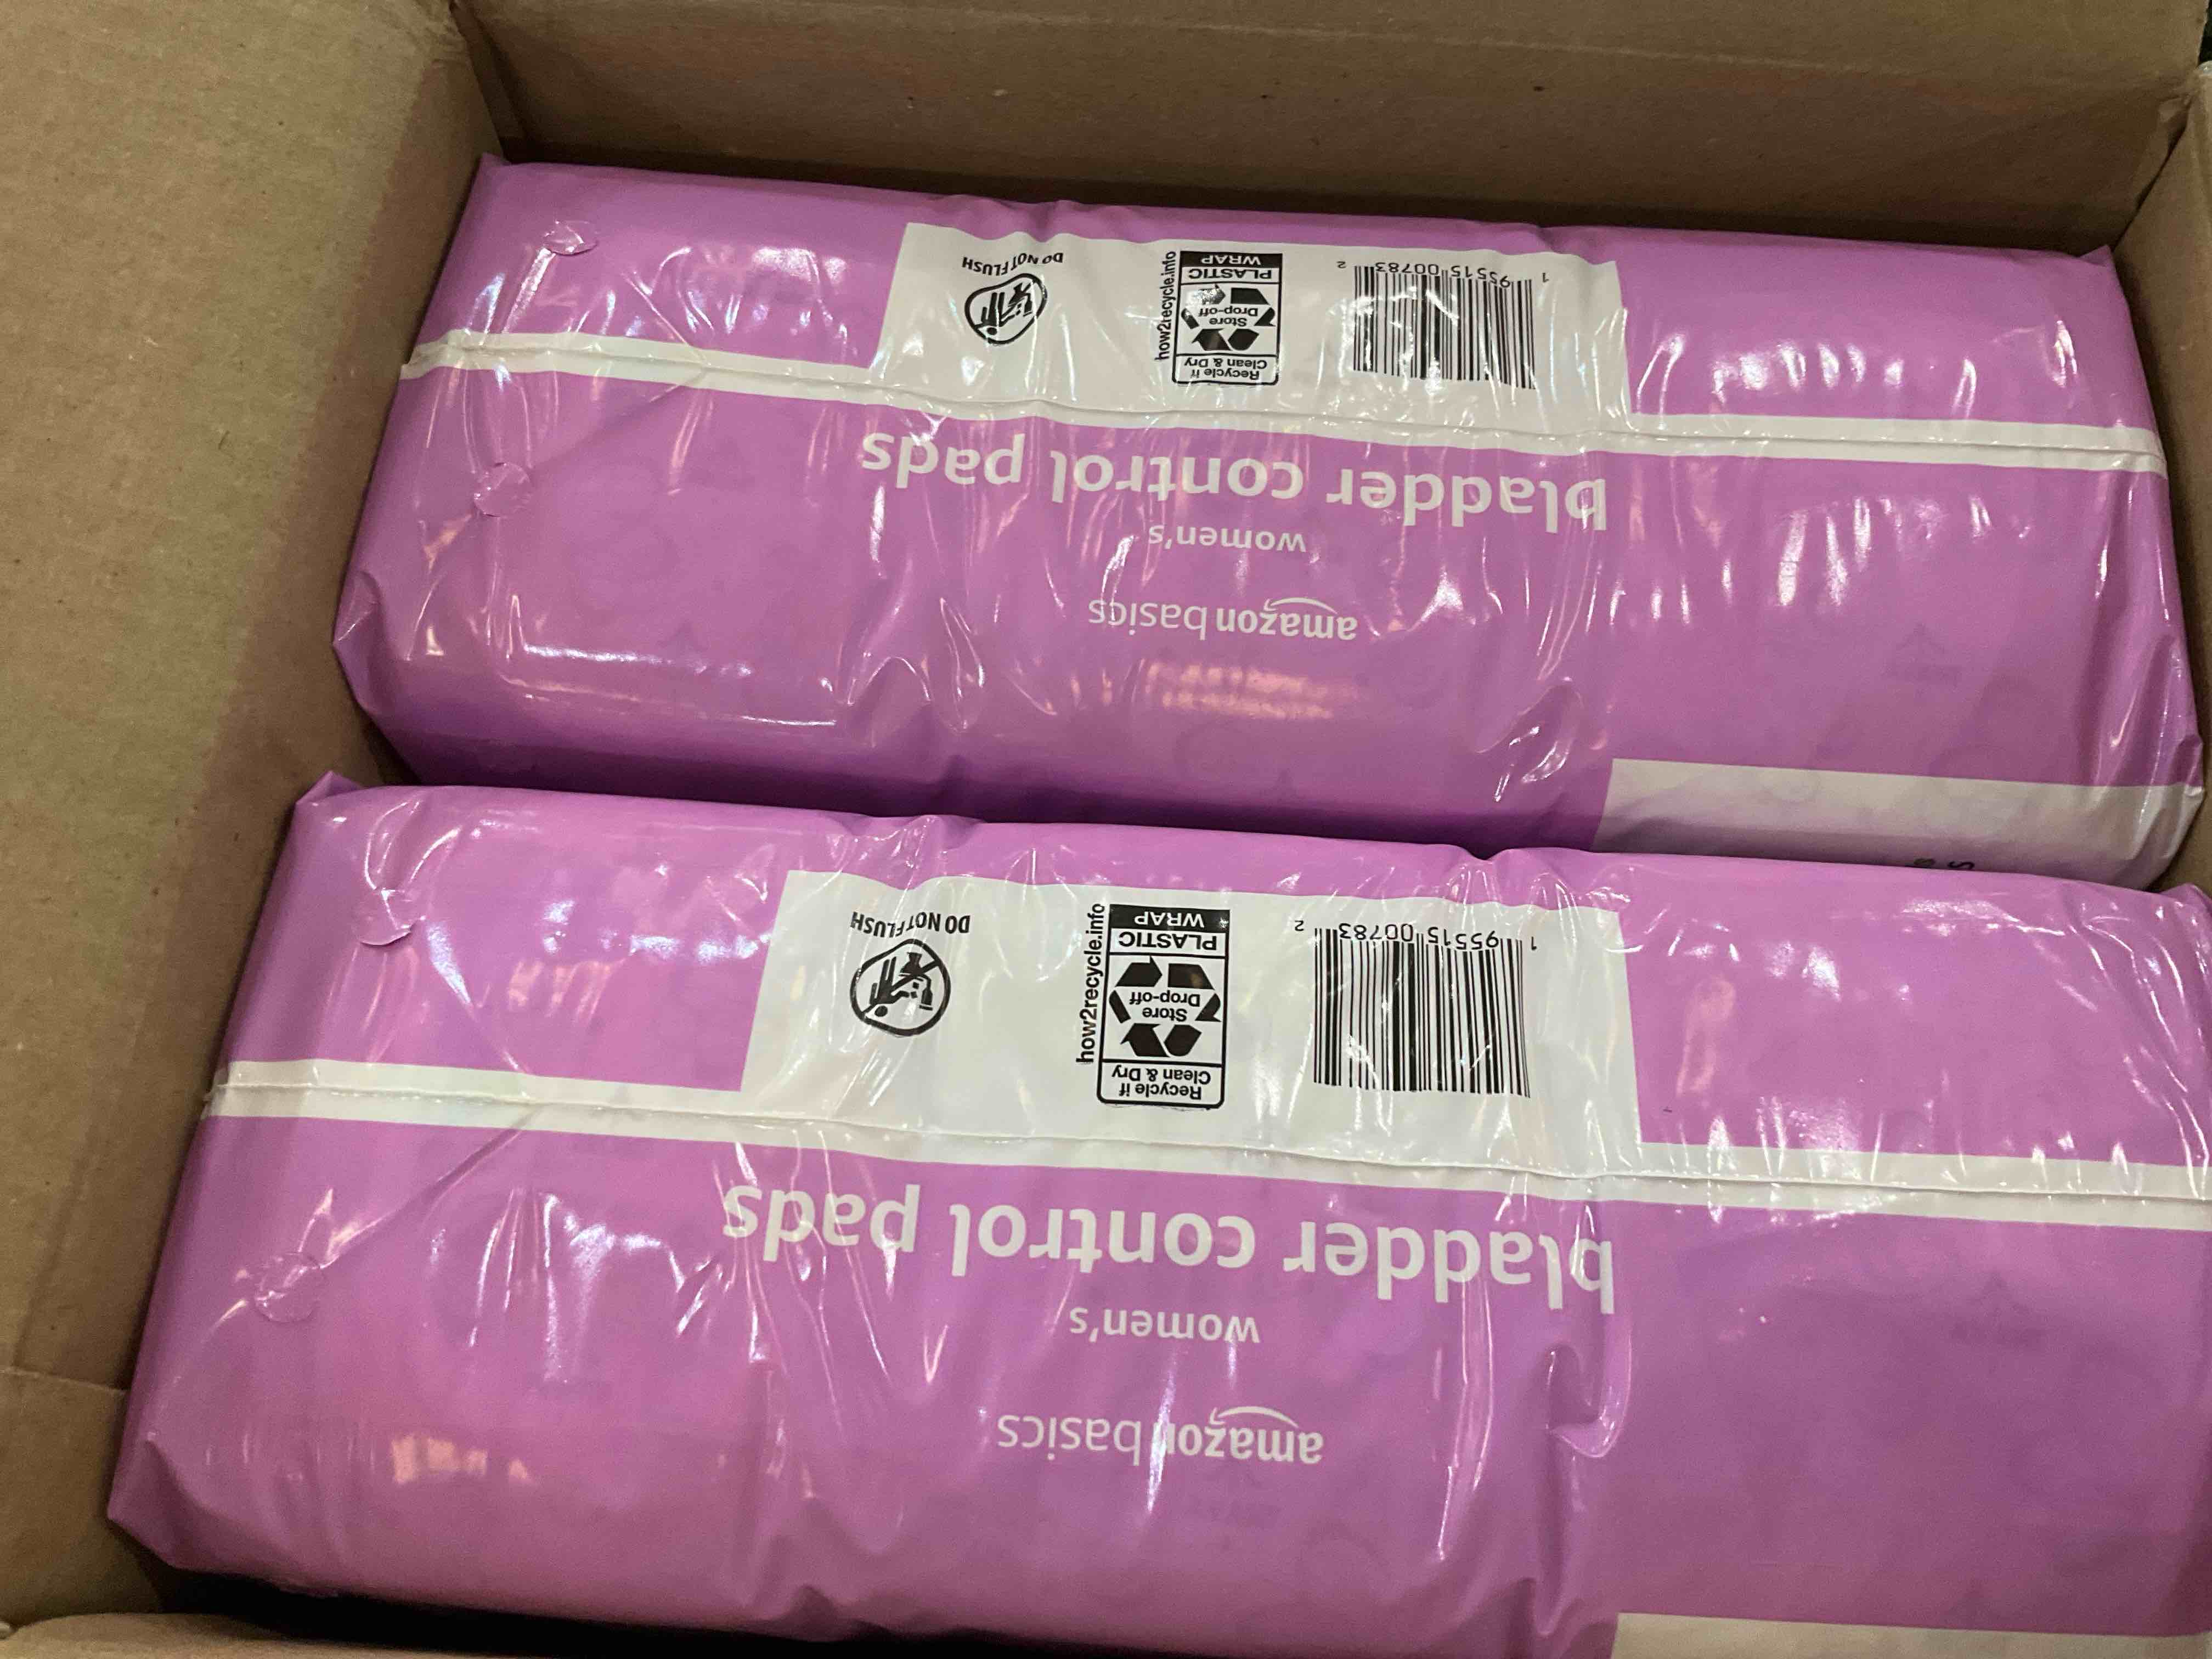 amazon basics
women's
bladder control pads
1 95515 00783 2
Recycle if
Clean & Dry
Store
Drop-off
PLASTIC
WRAP
how2recycle.info
DO NOT FLUSH
amazon basics
women's
bladder control pads
1 95515 00783 2
Recycle if
Clean & Dry
Store
Drop-off
PLASTIC
WRAP
how2recycle.info
DO NOT FLUSH